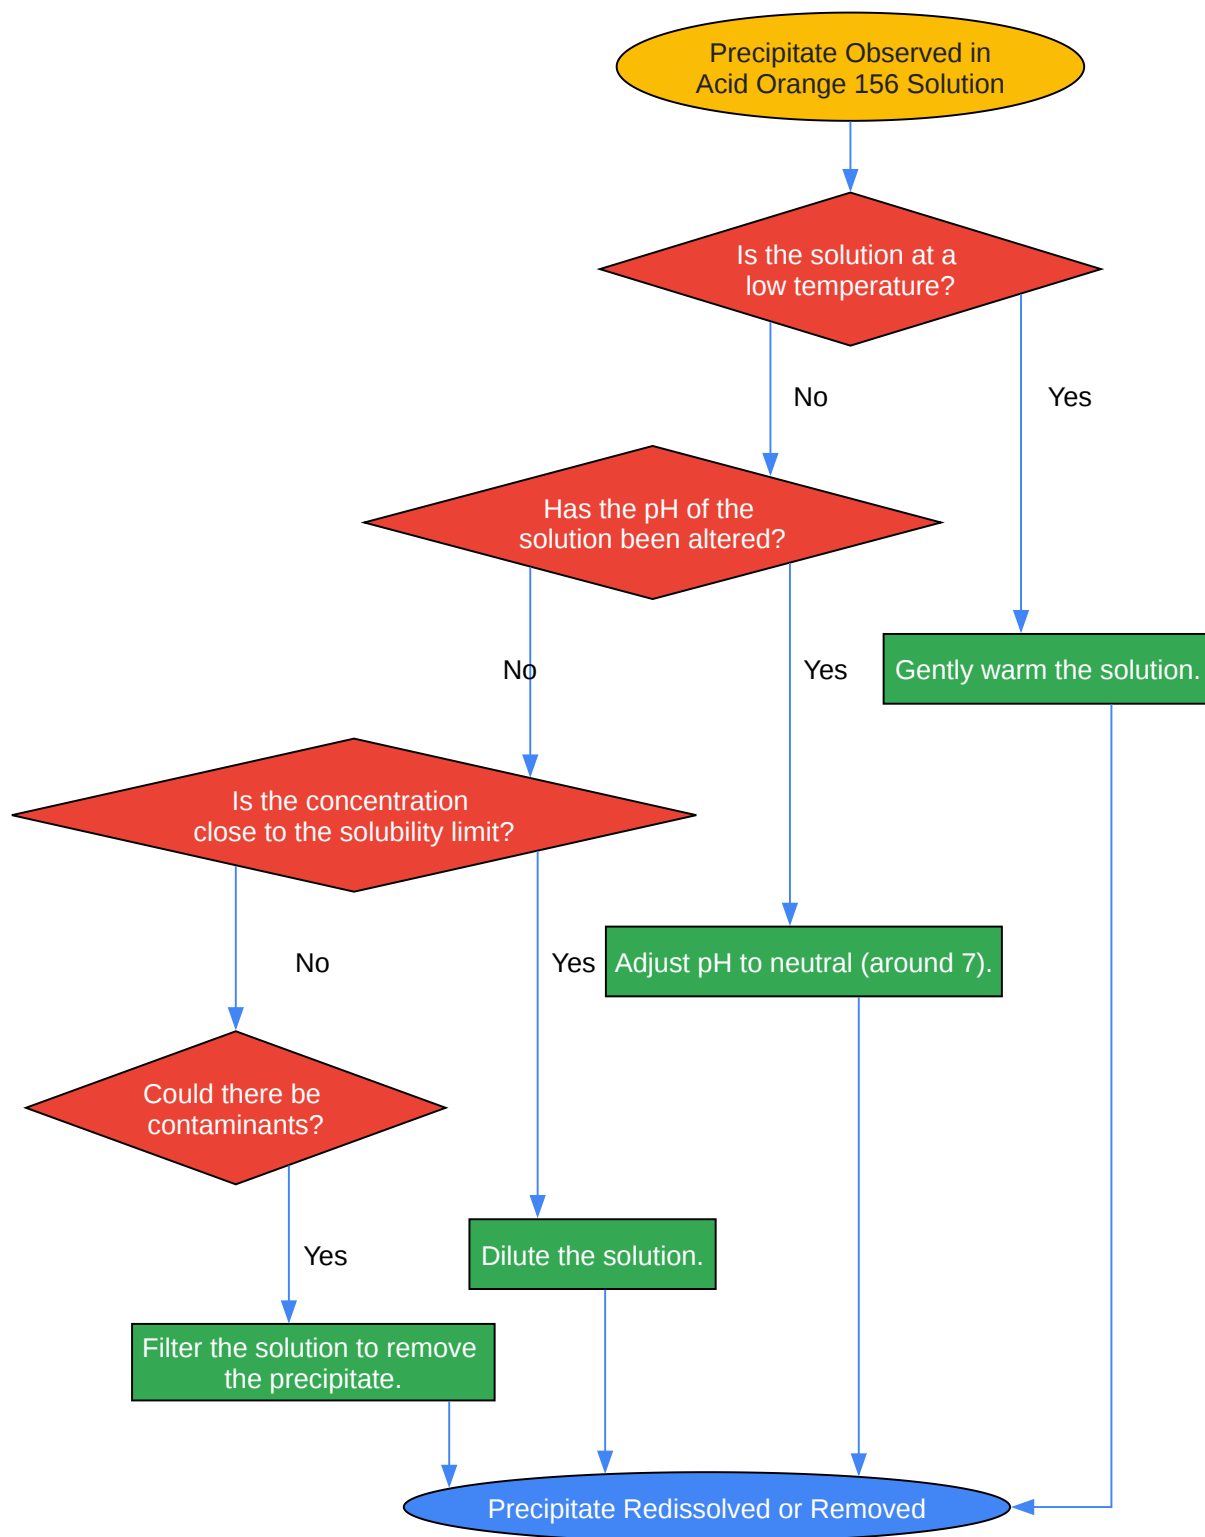 Precipitate Observed in
Acid Orange 156 Solution
Is the solution at a
low temperature?
No
Yes
Has the pH of the
solution been altered?
No
Yes
Gently warm the solution.
Is the concentration
close to the solubility limit?
No
Yes
Adjust pH to neutral (around 7).
Could there be
contaminants?
Yes
Dilute the solution.
Filter the solution to remove
the precipitate.
Precipitate Redissolved or Removed